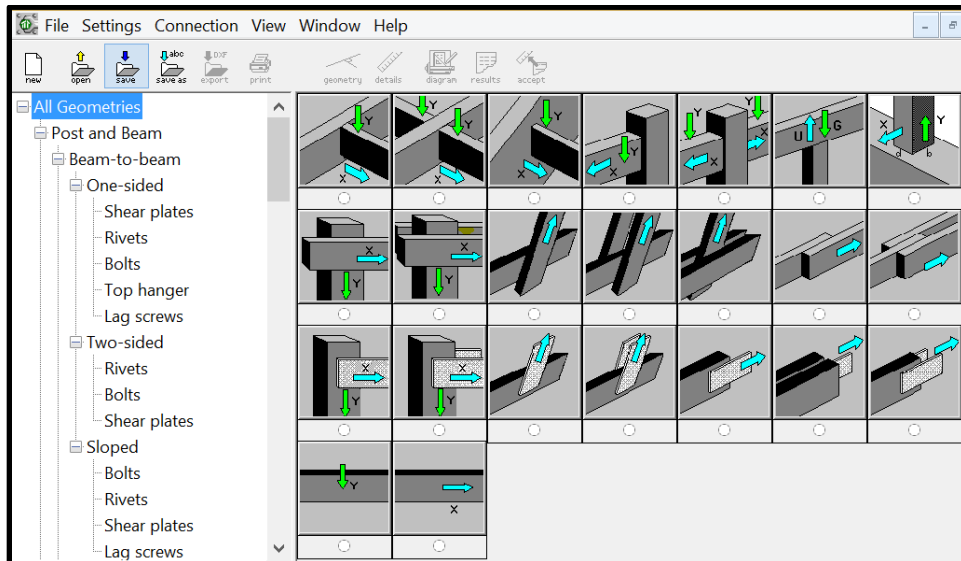 File Settings Connection View Window Help
new open save abc save as DXF export print geometry details diagram results accept
All Geometries
Post and Beam
Beam-to-beam
One-sided
Shear plates
Rivets
Bolts
Top hanger
Lag screws
Two-sided
Rivets
Bolts
Shear plates
Sloped
Bolts
Rivets
Shear plates
Lag screws
Y X Y Y X Y X Y X Y Y X X U G X Y d b
X Y X Y
X Y X Y
Y X